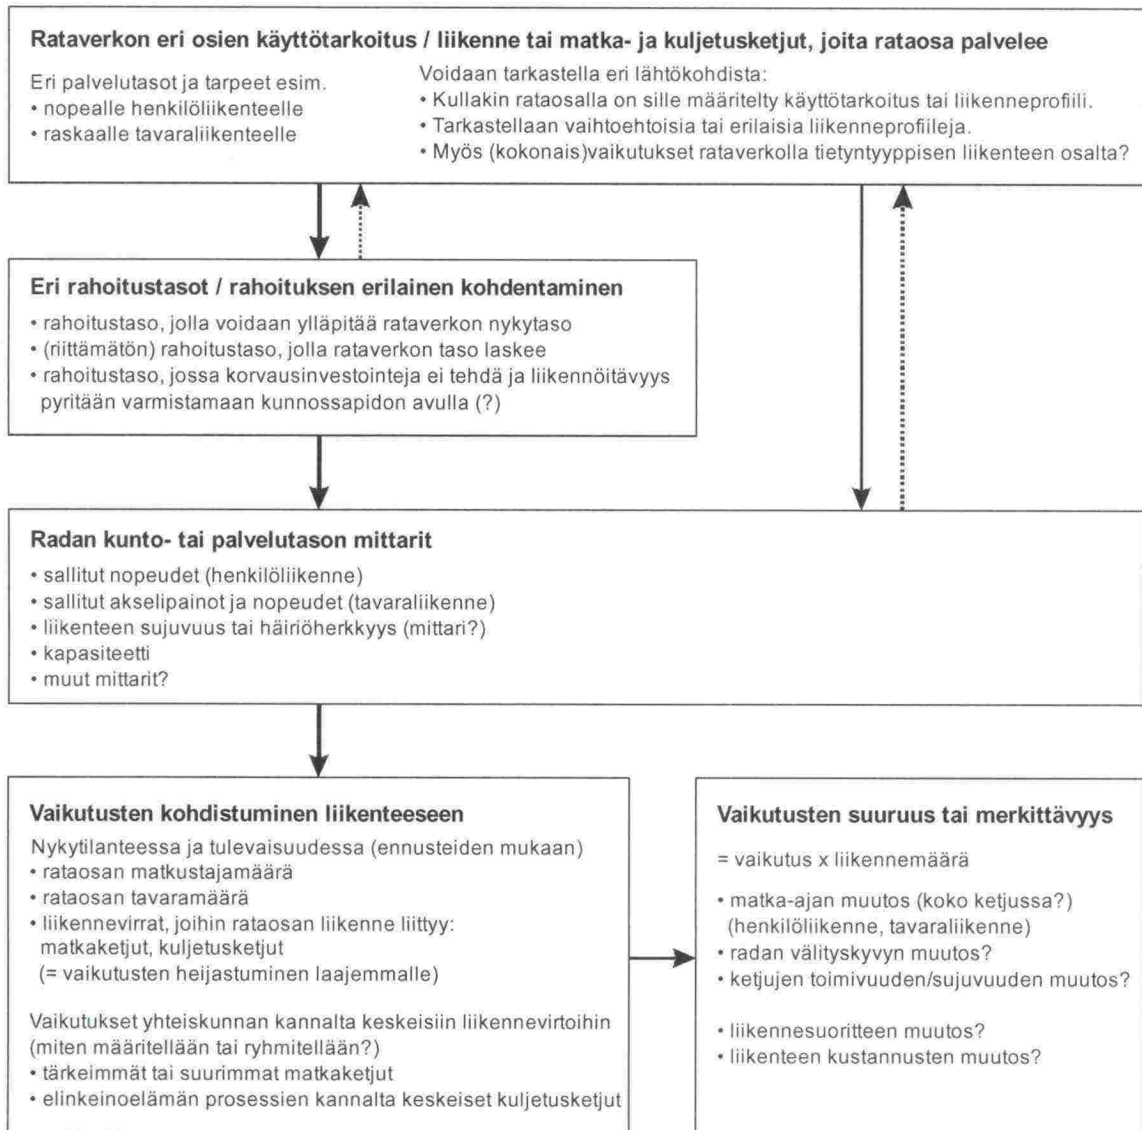 Rataverkon eri osien käyttötarkoitus / liikenne tai matka- ja kuljetusketjut, joita rataosa palvelee
Eri palvelutasot ja tarpeet esim.
• nopealle henkilöliikenteelle
• raskaalle tavaraliikenteelle
Voidaan tarkastella eri lähtökohdista:
• Kullakin rataosalla on sille määritelty käyttötarkoitus tai liikenneprofiili.
• Tarkastellaan vaihtoehtoisia tai erilaisia liikenneprofiileja.
• Myös (kokonais)vaikutukset rataverkolla tietyntyyppisen liikenteen osalta?
Eri rahoitustasot / rahoituksen erilainen kohdentaminen
• rahoitustaso, jolla voidaan ylläpitää rataverkon nykytaso
• (riittämätön) rahoitustaso, jolla rataverkon taso laskee
• rahoitustaso, jossa korvausinvestointeja ei tehdä ja liikennöitävyys
pyritään varmistamaan kunnossapidon avulla (?)
Radan kunto- tai palvelutason mittarit
• sallitut nopeudet (henkilöliikenne)
• sallitut akselipainot ja nopeudet (tavaraliikenne)
• liikenteen sujuvuus tai häiriöherkkyys (mittari?)
• kapasiteetti
• muut mittarit?
Vaikutusten kohdistuminen liikenteeseen
Nykytilanteessa ja tulevaisuudessa (ennusteiden mukaan)
• rataosan matkustajamäärä
• rataosan tavaramäärä
• liikennevirrat, joihin rataosan liikenne liittyy:
matkaketjut, kuljetusketjut
(= vaikutusten heijastuminen laajemmalle)
Vaikutukset yhteiskunnan kannalta keskeisiin liikennevirtoihin
(miten määritellään tai ryhmitellään?)
• tärkeimmät tai suurimmat matkaketjut
• elinkeinoelämän prosessien kannalta keskeiset kuljetusketjut
Vaikutusten suuruus tai merkittävyys
= vaikutus x liikennemäärä
• matka-ajan muutos (koko ketjussa?)
(henkilöliikenne, tavaraliikenne)
• radan välityskyvyn muutos?
• ketjujen toimivuuden/sujuvuuden muutos?
• liikennesuoritteen muutos?
• liikenteen kustannusten muutos?